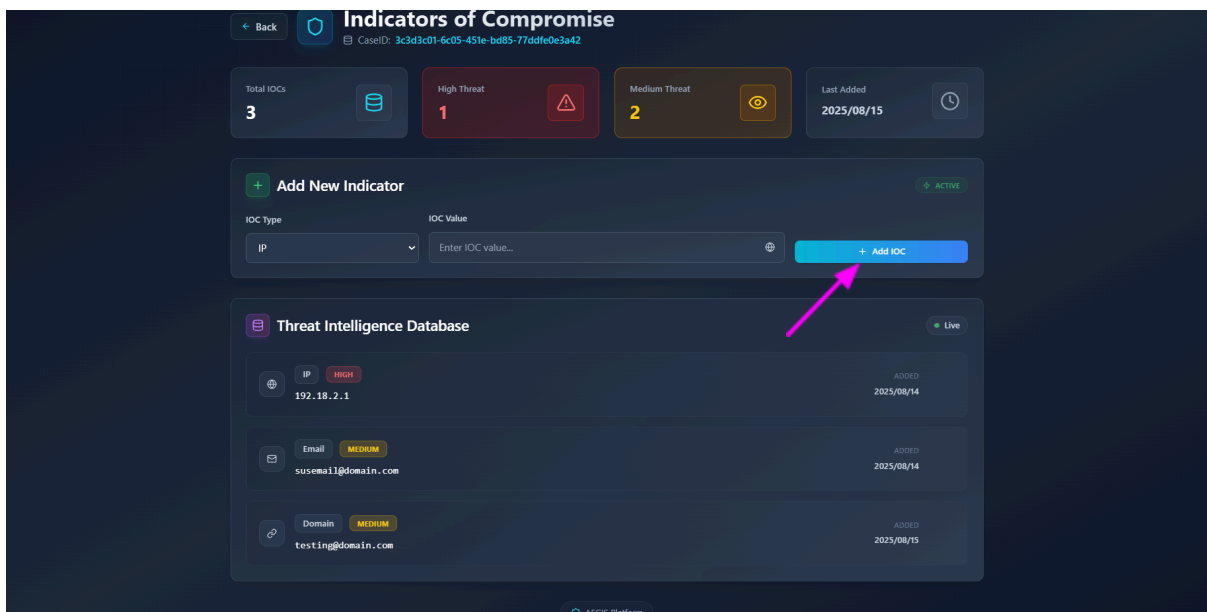 ← Back
Indicators of Compromise
CaseID: 3c3d3c01-6c05-451e-bd85-77ddfe0e3a42
Total IOCs
3
High Threat
1
Medium Threat
2
Last Added
2025/08/15
+ Add New Indicator
ACTIVE
IOC Type
IOC Value
IP
Enter IOC value...
+ Add IOC
Threat Intelligence Database
Live
IP HIGH
192.18.2.1
ADDED
2025/08/14
Email MEDIUM
susemail@domain.com
ADDED
2025/08/14
Domain MEDIUM
testing@domain.com
ADDED
2025/08/15
AEGIS Platform